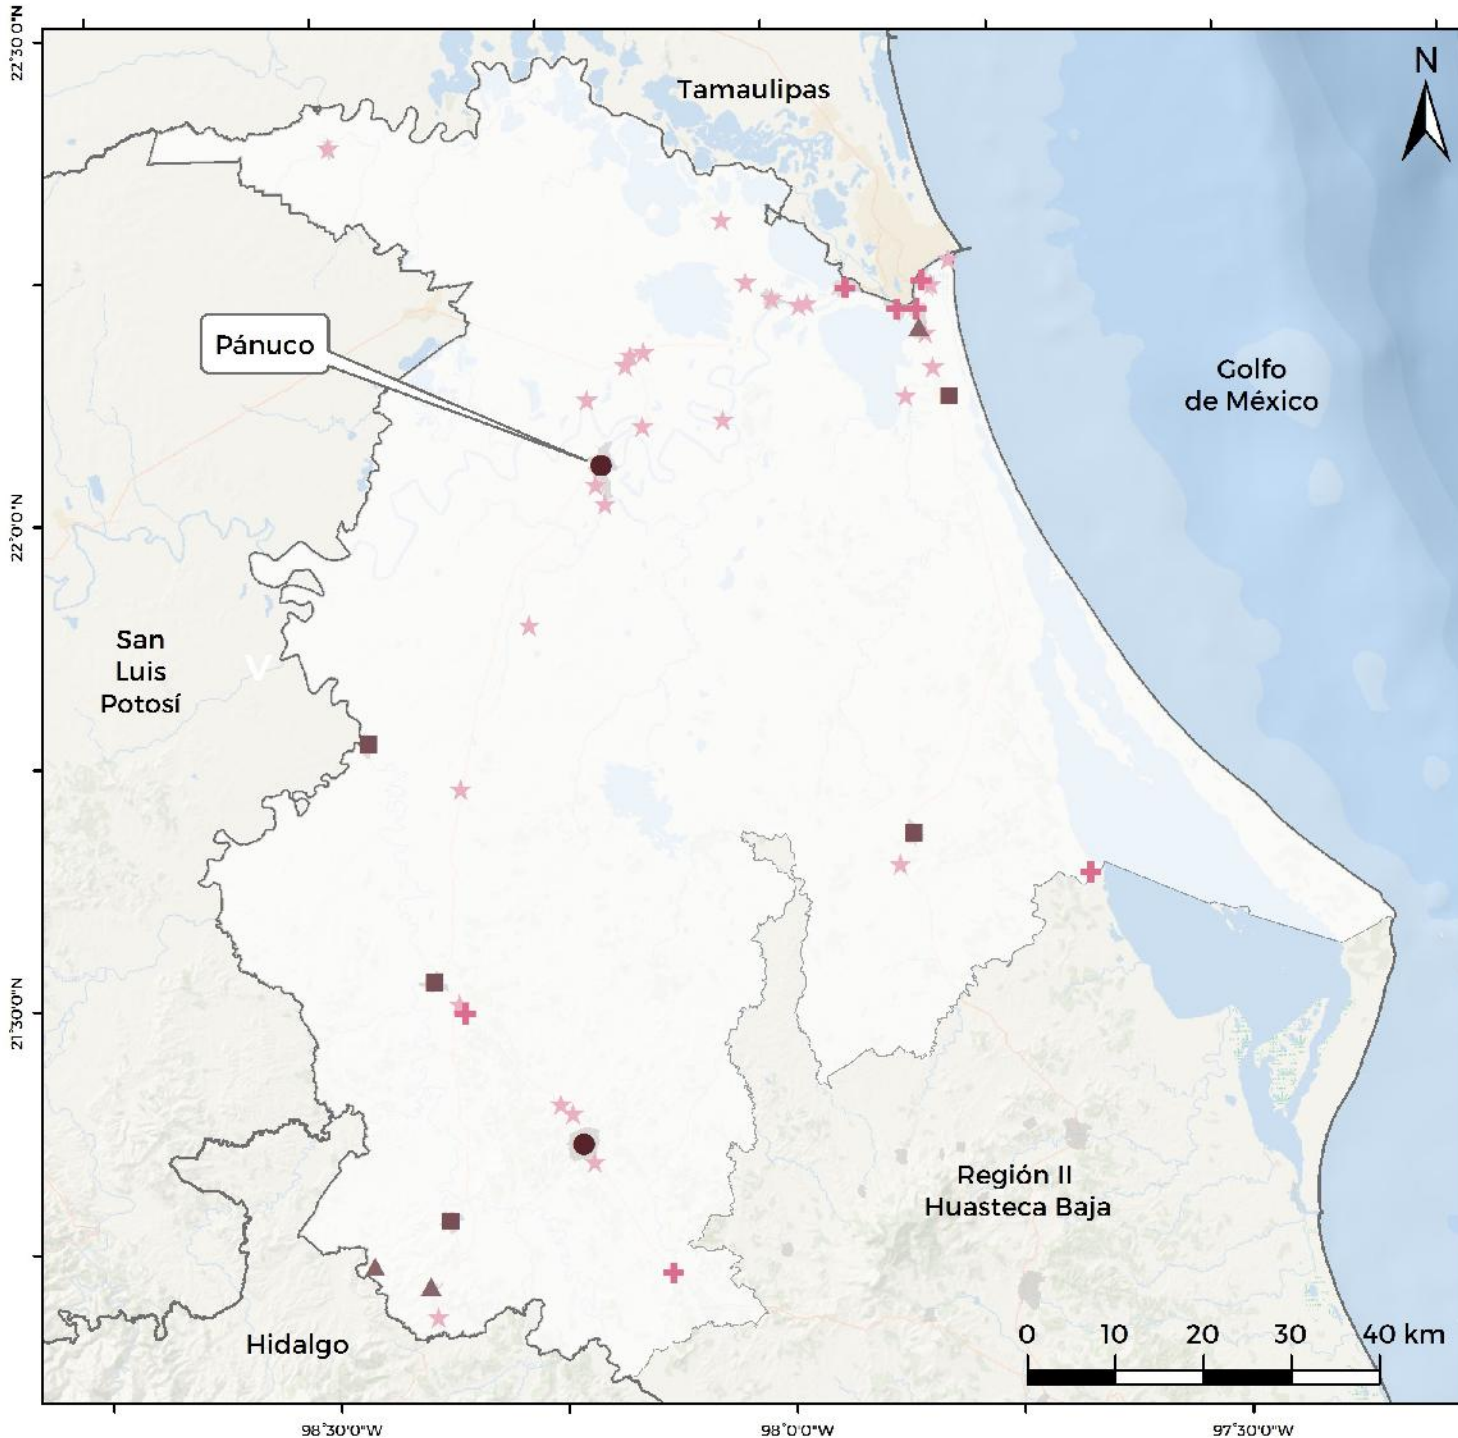 22°30'0"N
Tamaulipas
N
Pánuco
Golfo
de México
22°0'0"N
San
Luis
Potosí
V
21°30'0"N
Región II
Huasteca Baja
Hidalgo
0 10 20 30 40 km
98°30'0"W 98°0'0"W 97°30'0"W